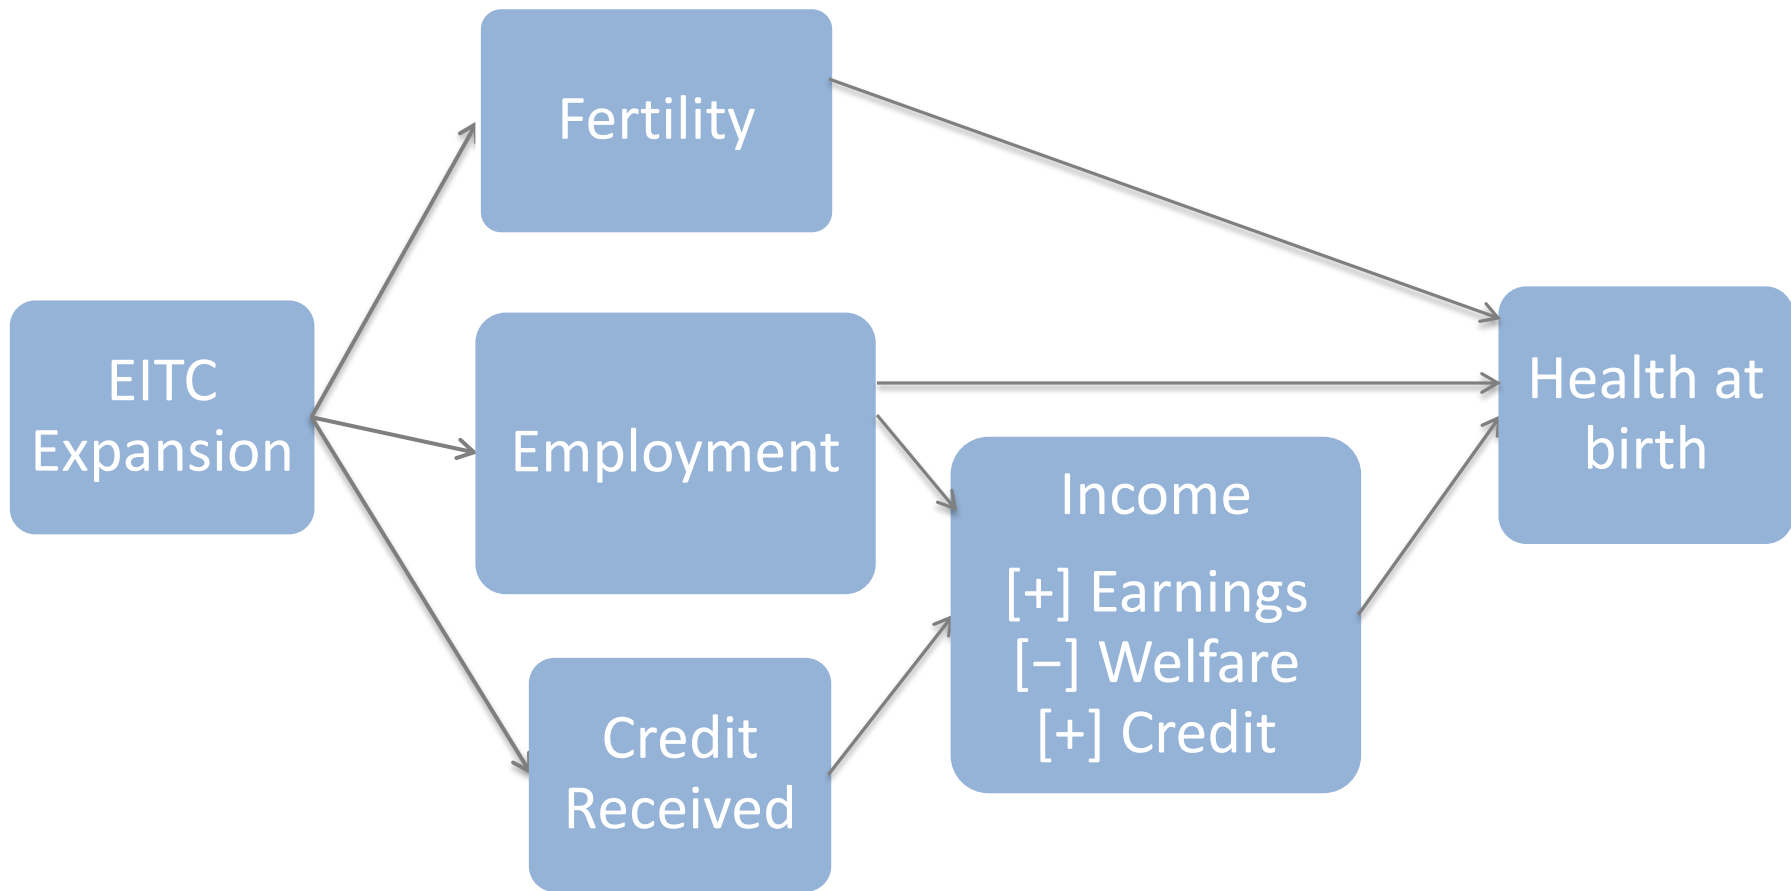 Fertility
EITC
Expansion
Employment
Credit
Received
Income
[+] Earnings
[−] Welfare
[+] Credit
Health at
birth